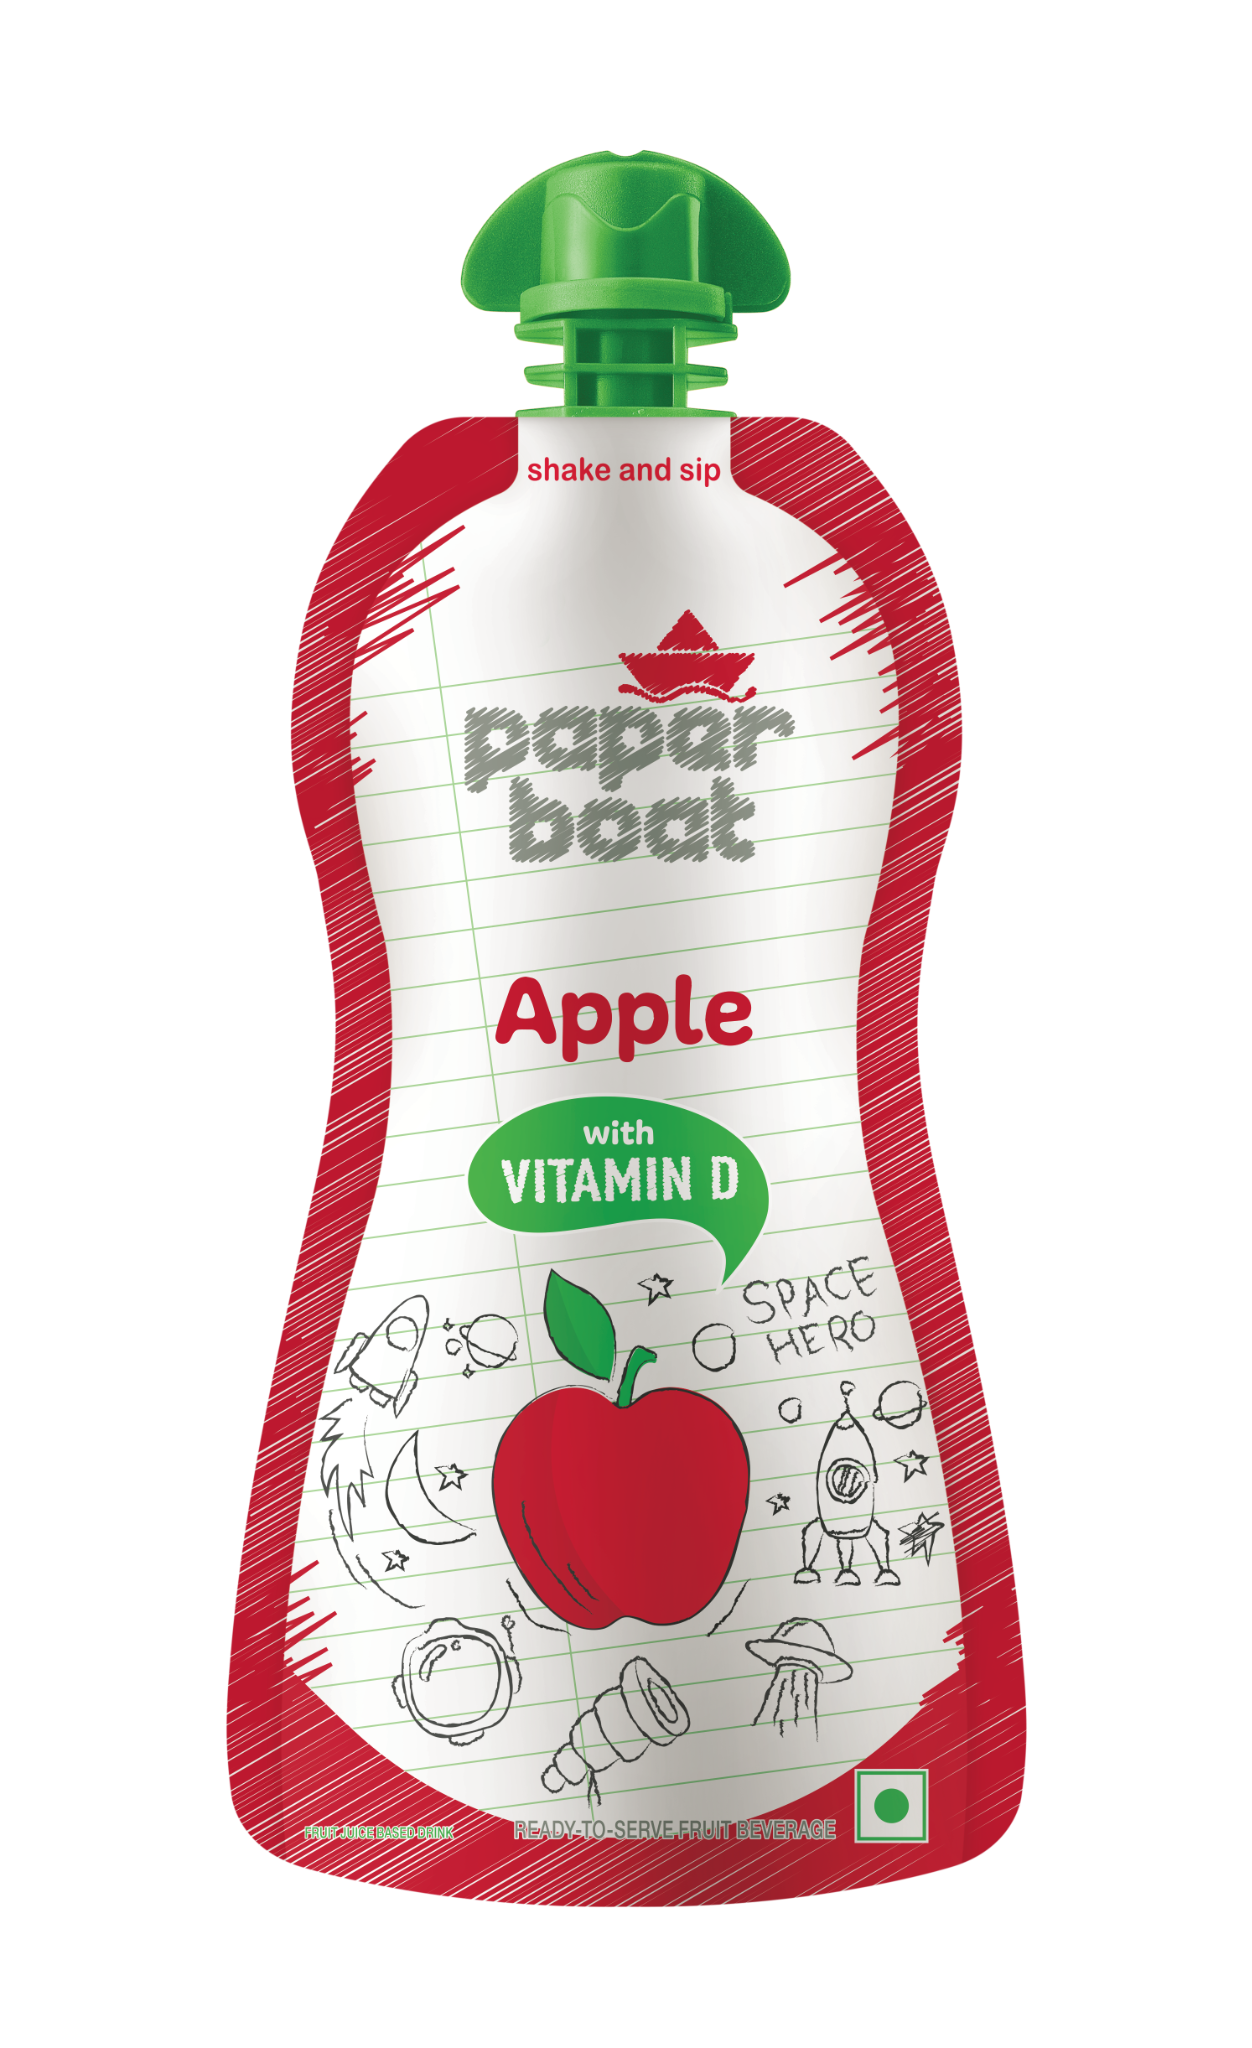 shake and sip
paper
boat
Apple
with
VITAMIN D
SPACE
HERO
FRUIT JUICE BASED DRINK
READY-TO-SERVE FRUIT BEVERAGE